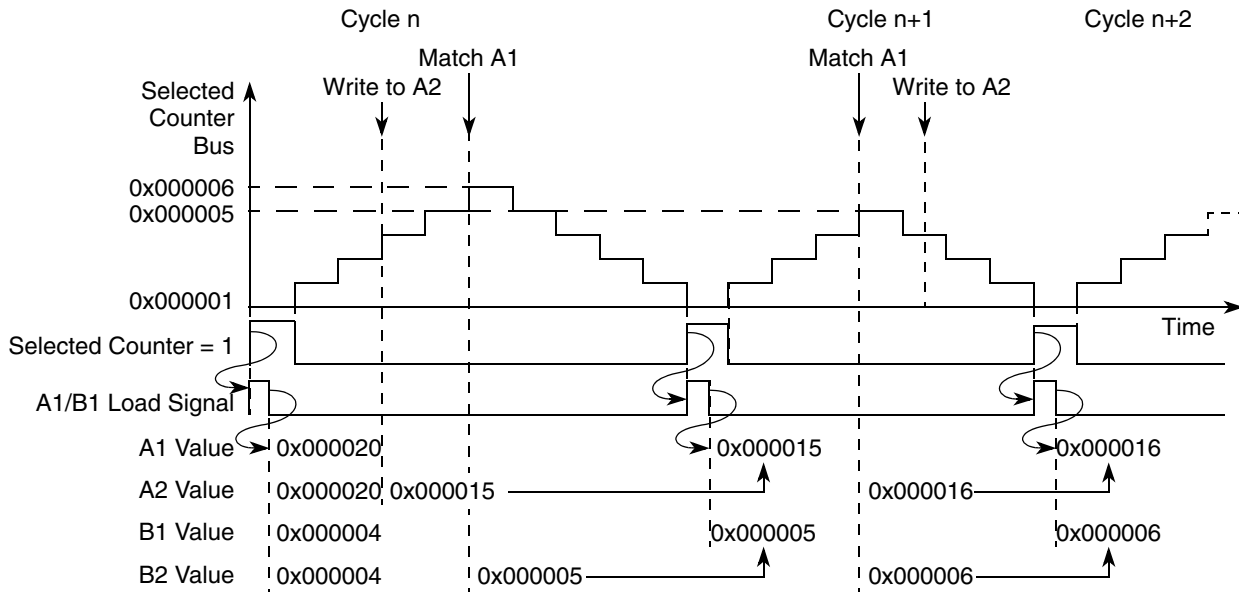 Cycle n Cycle n+1 Cycle n+2
Match A1 Match A1
Write to A2 Write to A2
Selected
Counter
Bus
0x000006
0x000005
0x000001
Time
Selected Counter = 1
A1/B1 Load Signal
A1 Value 0x000020 0x000015 0x000016
A2 Value 0x000020 0x000015 0x000016
B1 Value 0x000004 0x000005 0x000006
B2 Value 0x000004 0x000005 0x000006